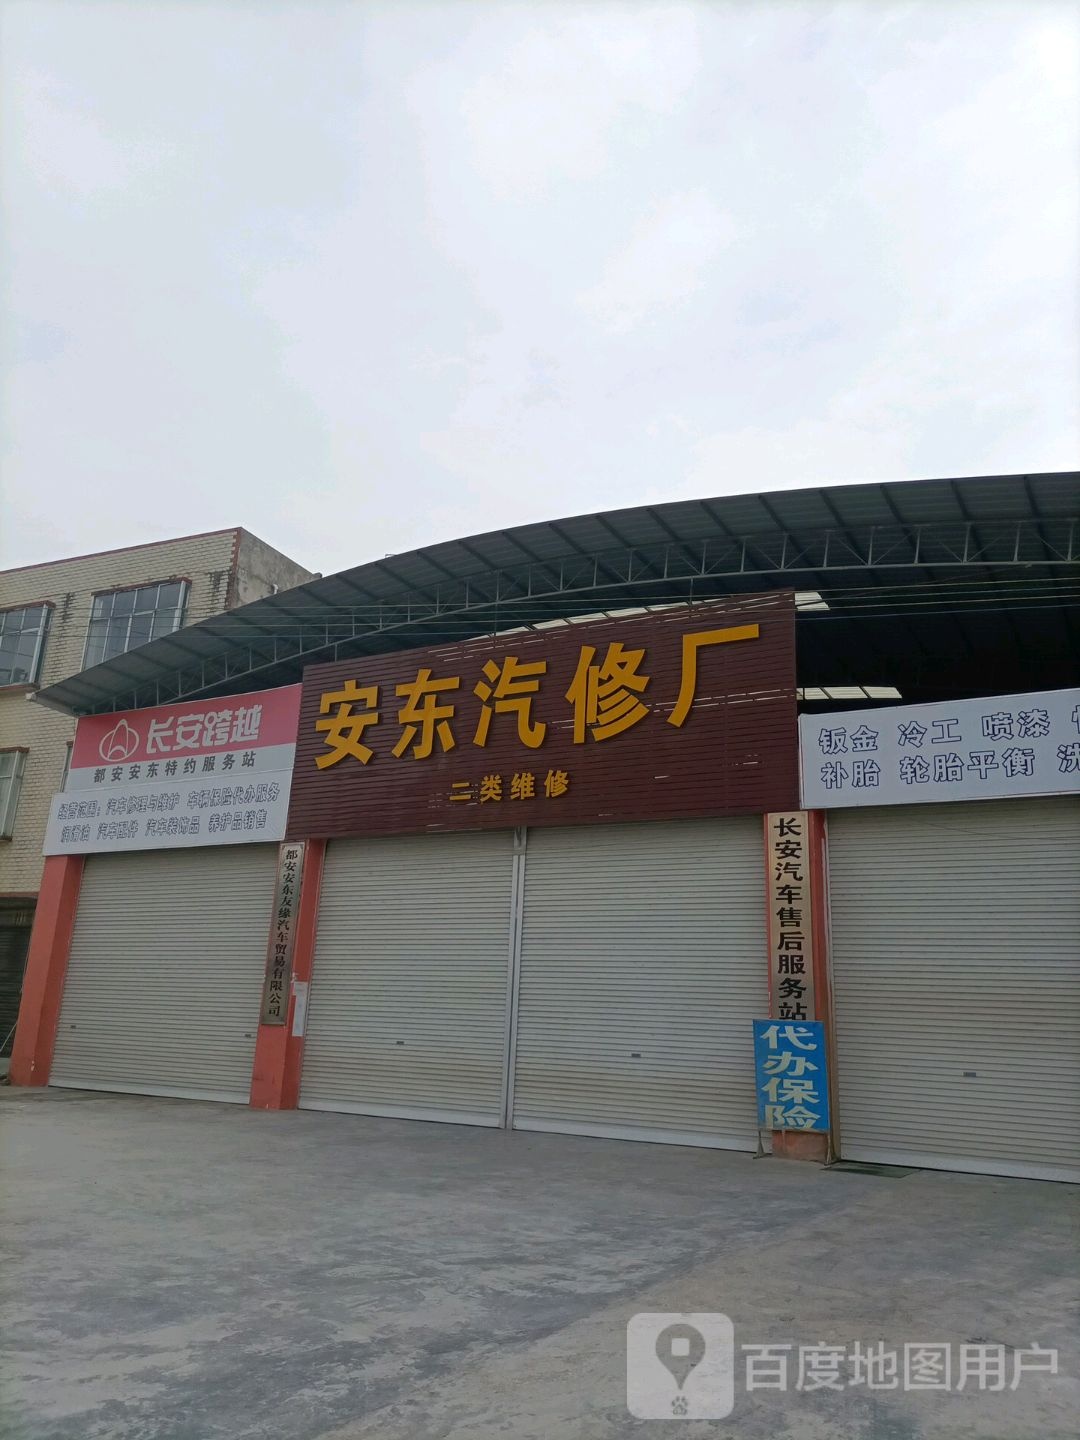 长安跨越
都安安东特约服务站
经营范围：汽车修理与维护 车辆保险代办服务
润滑油 汽车配件 汽车装饰品 养护品销售
安东汽修厂
二类维修
钣金 冷工 喷漆
补胎 轮胎平衡 洗
都安安东友缘汽车贸易有限公司
长安汽车售后服务站
代办保险
百度地图用户